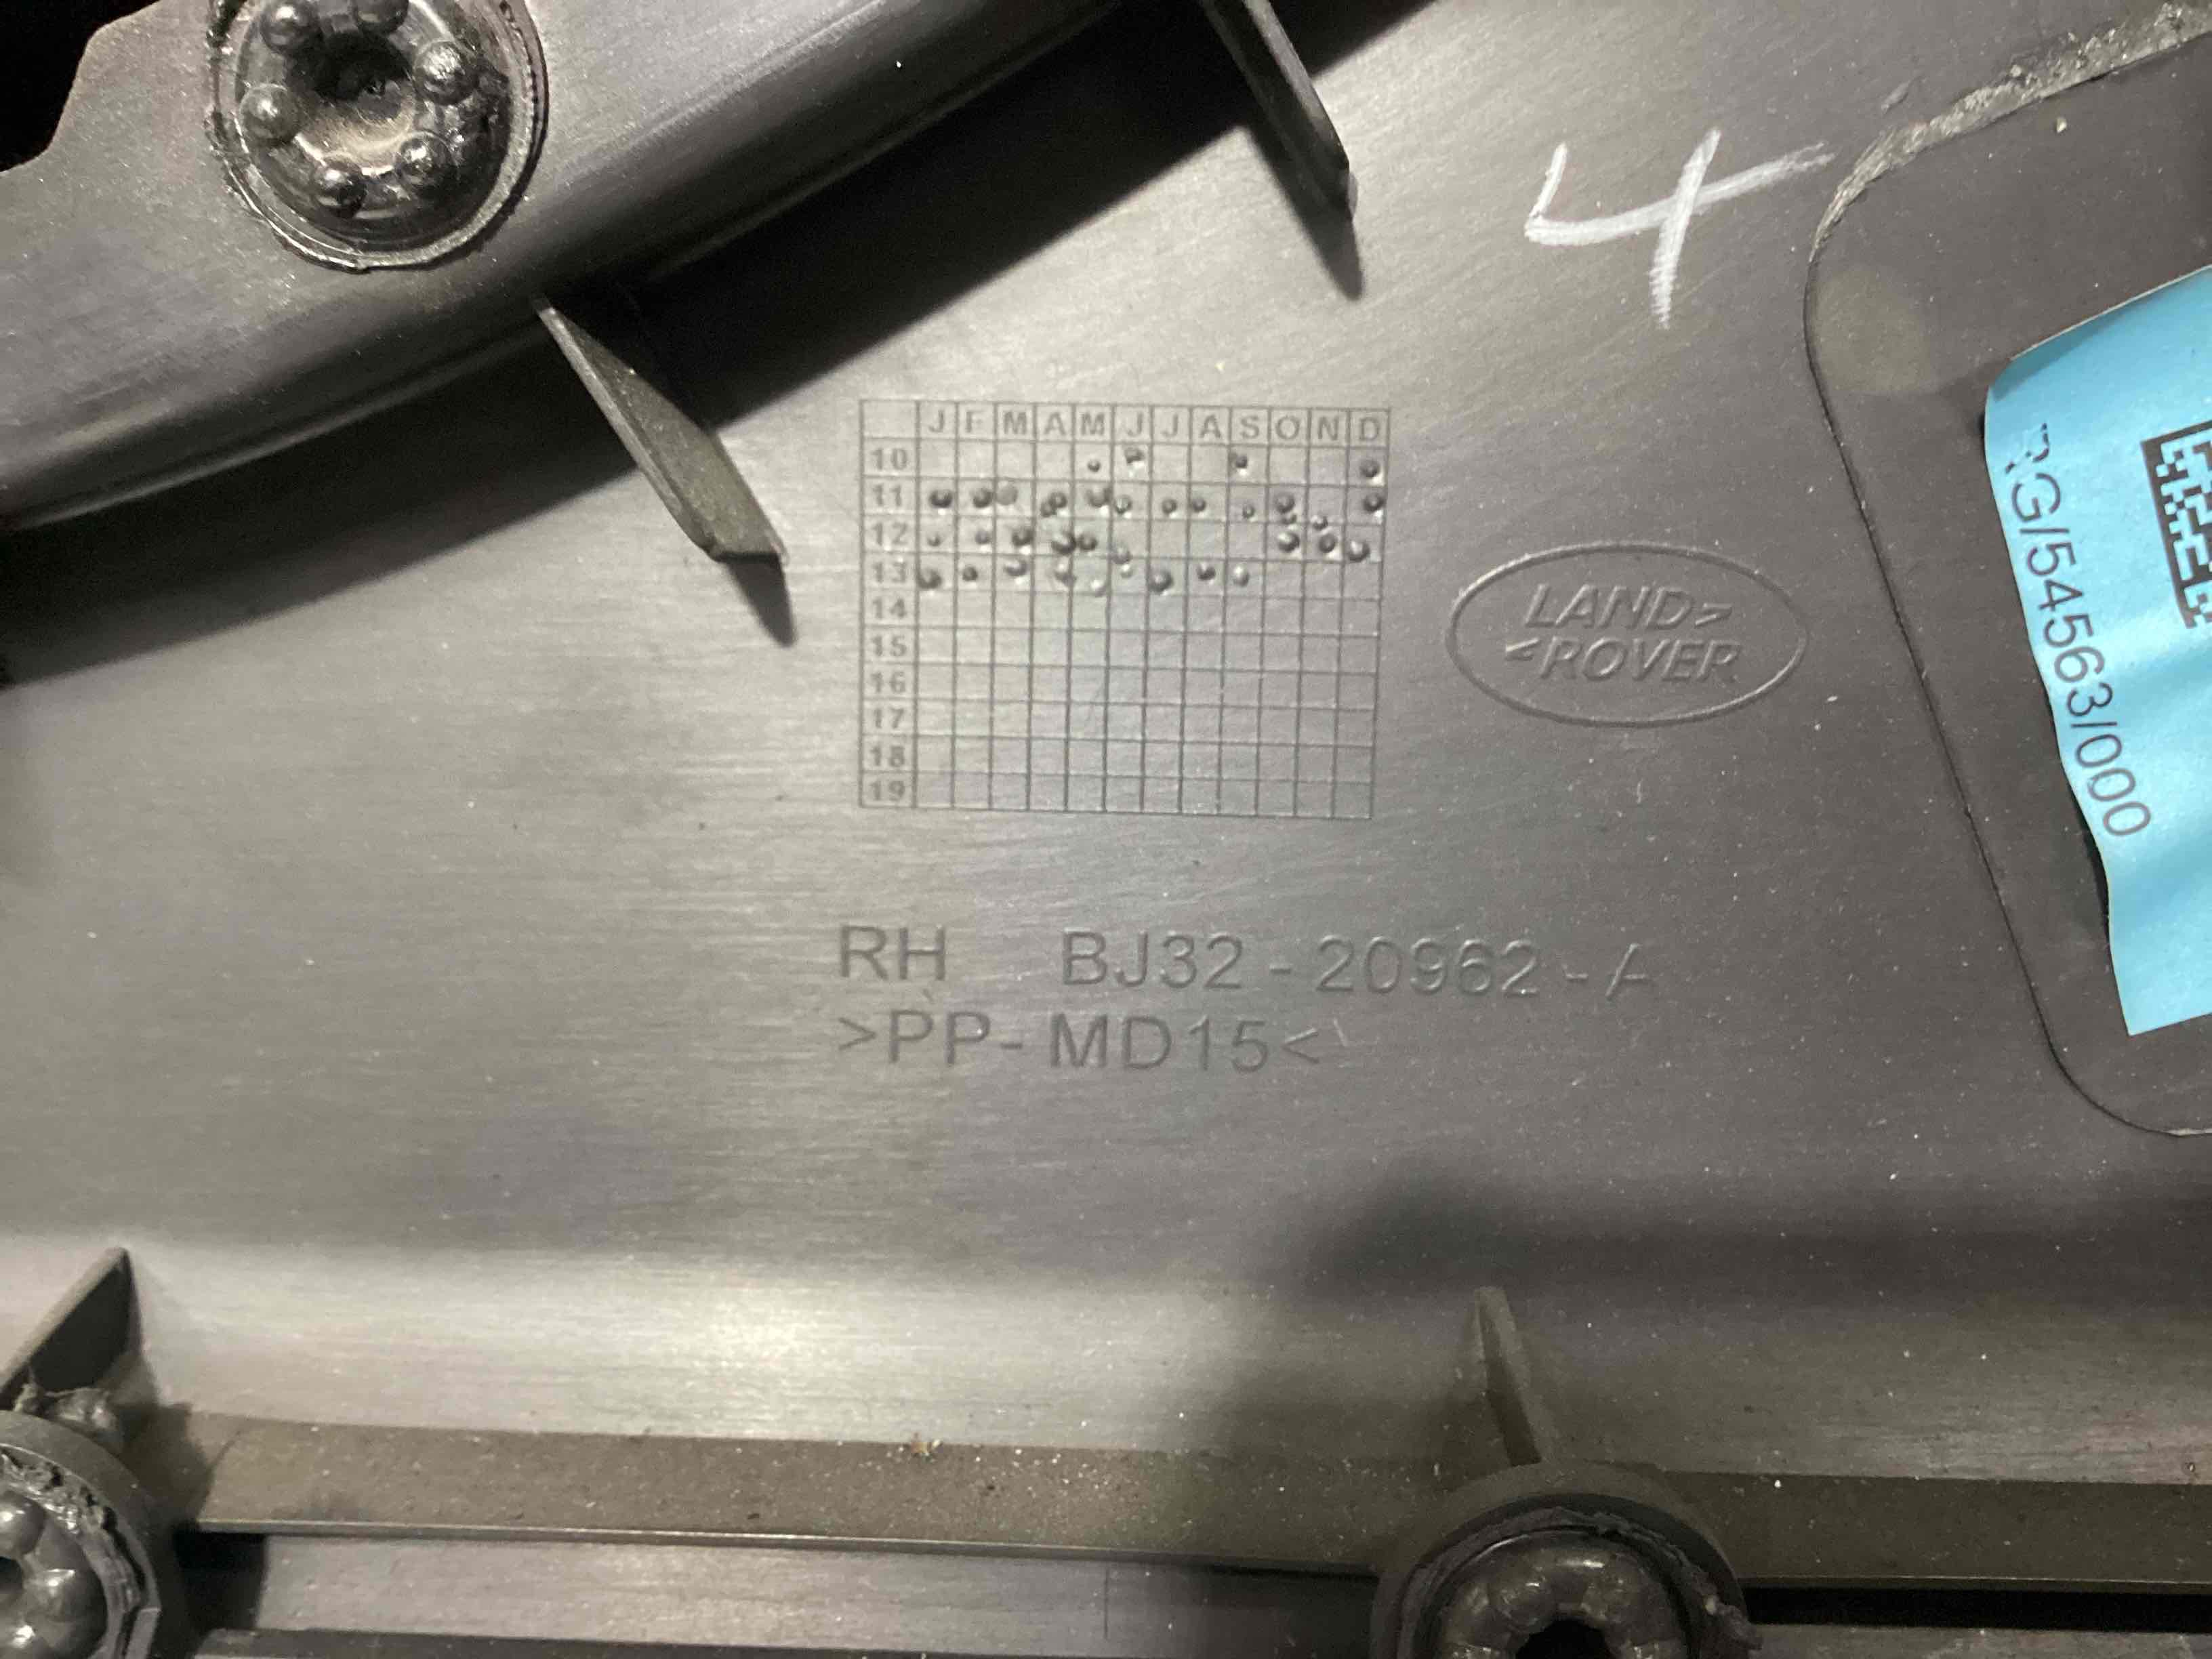 4
J F M A M J J A S O N D
10
11
12
13
14
15
16
17
18
19
LAND>
<ROVER
RG/54563/000
RH BJ32-20962-A
>PP-MD15<